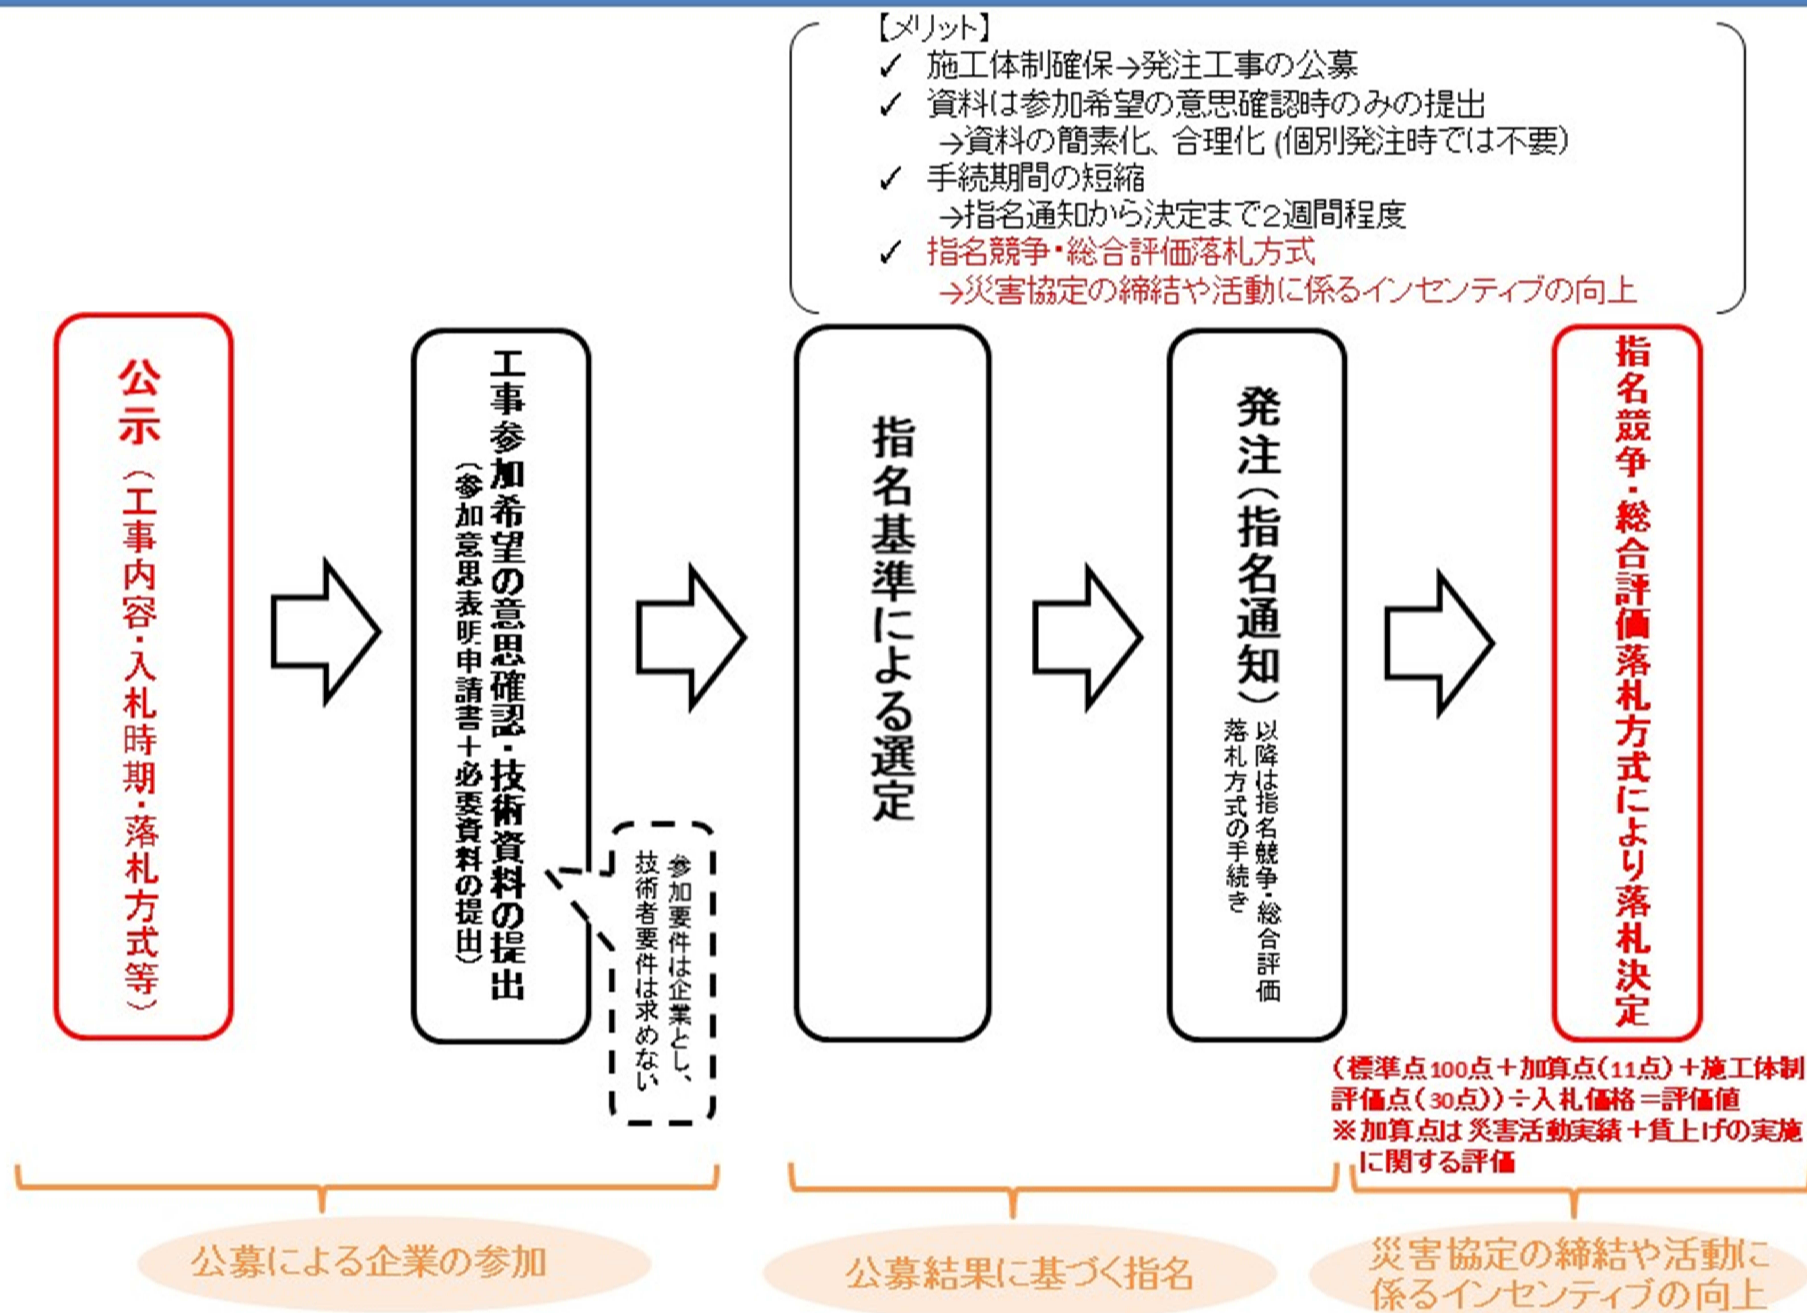 【メリット】
✓ 施工体制確保→発注工事の公募
✓ 資料は参加希望の意思確認時のみの提出
→資料の簡素化、合理化 (個別発注時では不要)
✓ 手続期間の短縮
→指名通知から決定まで2週間程度
✓ 指名競争・総合評価落札方式
→災害協定の締結や活動に係るインセンティブの向上
公示（工事内容・入札時期・落札方式等）
工事参加希望の意思確認・技術資料の提出
（参加意思表明申請書＋必要資料の提出）
参加要件は企業とし、
技術者要件は求めない
指名基準による選定
発注（指名通知）
以降は指名競争・総合評価
落札方式の手続き
指名競争・総合評価落札方式により落札決定
（標準点100点＋加算点（11点）＋施工体制
評価点（30点））÷入札価格＝評価値
※加算点は災害活動実績＋賃上げの実施
に関する評価
公募による企業の参加
公募結果に基づく指名
災害協定の締結や活動に
係るインセンティブの向上